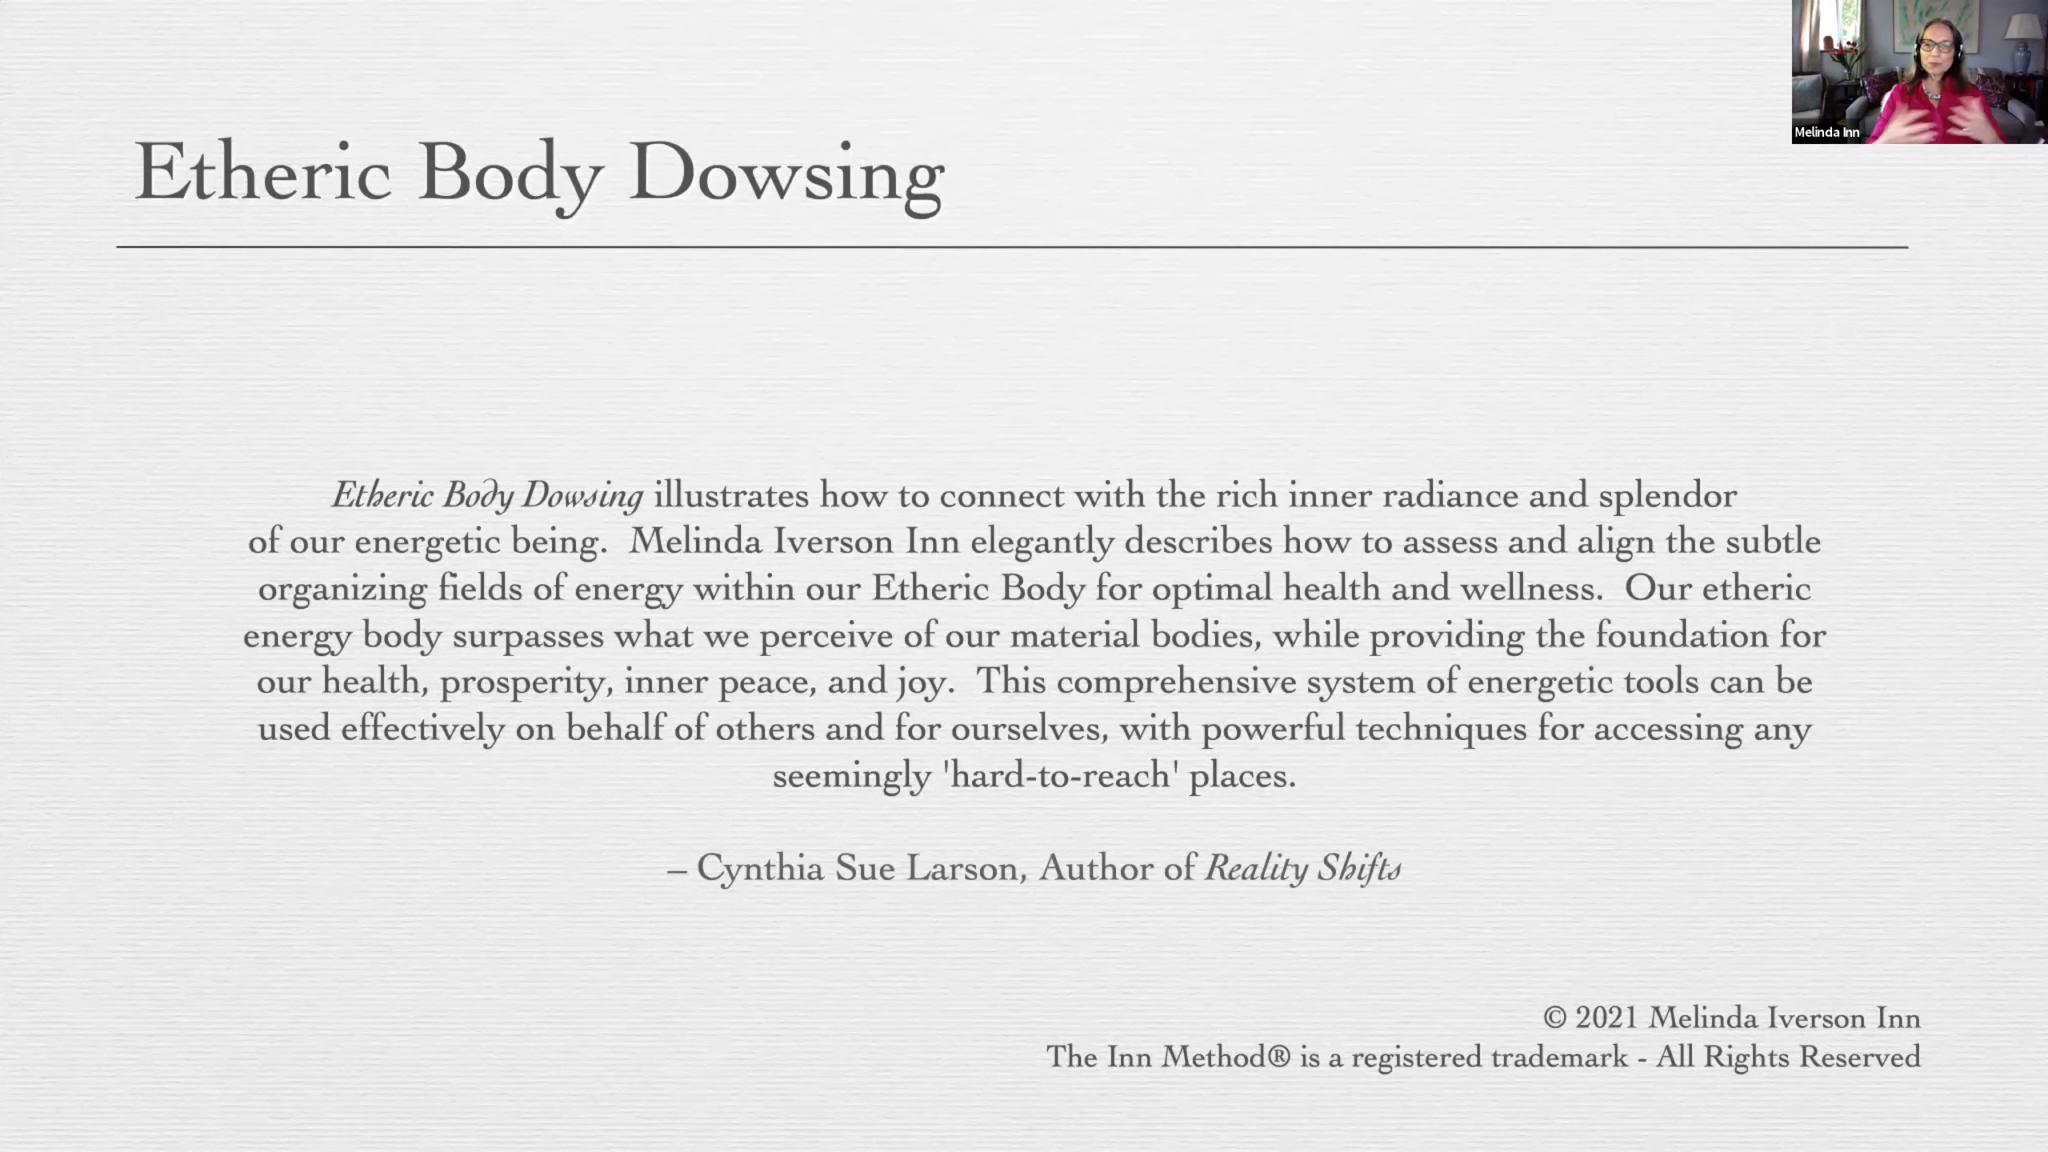 Melinda Inn
Etheric Body Dowsing
Etheric Body Dowsing illustrates how to connect with the rich inner radiance and splendor
of our energetic being.  Melinda Iverson Inn elegantly describes how to assess and align the subtle
organizing fields of energy within our Etheric Body for optimal health and wellness.  Our etheric
energy body surpasses what we perceive of our material bodies, while providing the foundation for
our health, prosperity, inner peace, and joy.  This comprehensive system of energetic tools can be
used effectively on behalf of others and for ourselves, with powerful techniques for accessing any
seemingly 'hard-to-reach' places.
– Cynthia Sue Larson, Author of Reality Shifts
© 2021 Melinda Iverson Inn
The Inn Method® is a registered trademark - All Rights Reserved